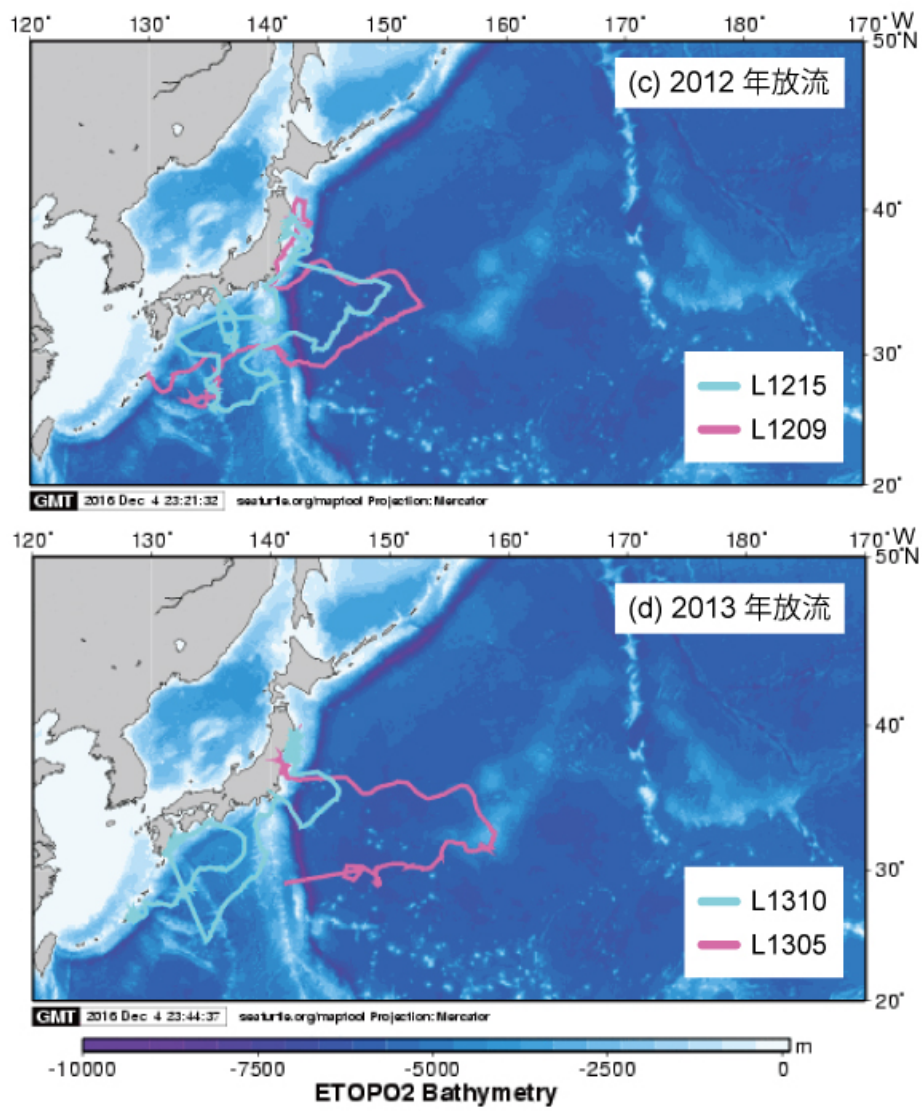 120˚ 130˚ 140˚ 150˚ 160˚ 170˚ 180˚ 170˚W
50˚N
(c) 2012 年放流
40˚
30˚
L1215
L1209
20˚
GMT 2016 Dec 4 23:21:32 seaturtle.org/maptool Projection: Mercator
120˚ 130˚ 140˚ 150˚ 160˚ 170˚ 180˚ 170˚W
50˚N
(d) 2013 年放流
40˚
30˚
L1310
L1305
20˚
GMT 2016 Dec 4 23:44:37 seaturtle.org/maptool Projection: Mercator
m
-10000 -7500 -5000 -2500 0
ETOPO2 Bathymetry